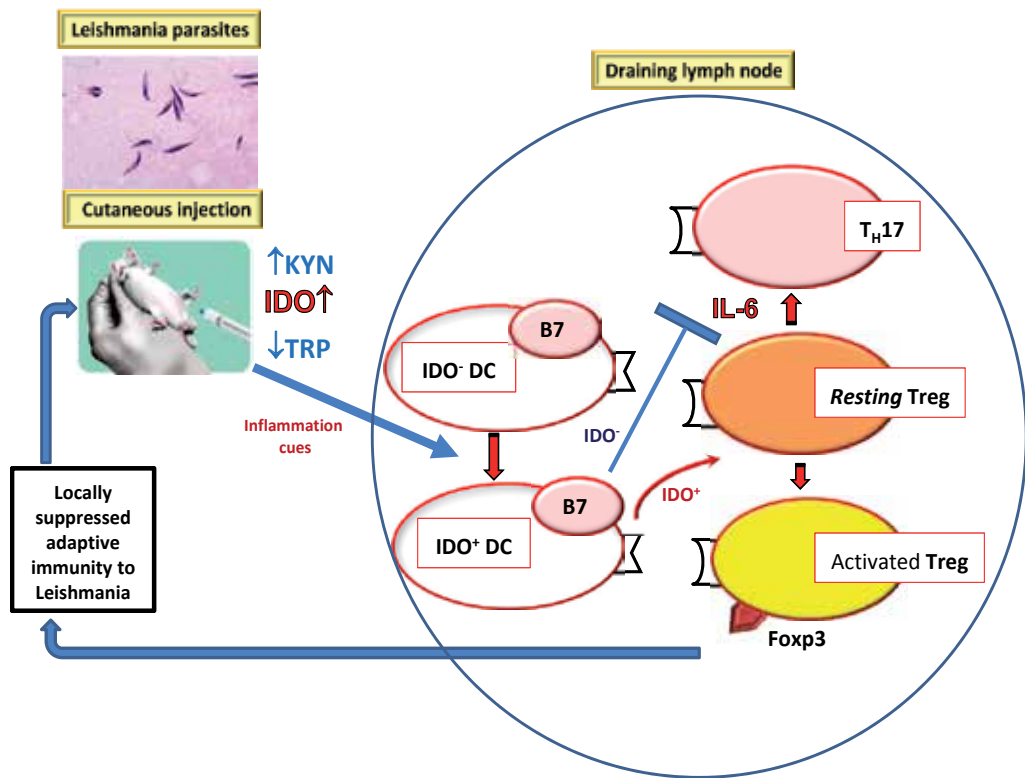 Leishmania parasites
Cutaneous injection
↑KYN
IDO↑
↓TRP
Inflammation
cues
Locally
suppressed
adaptive
immunity to
Leishmania
Draining lymph node
B7
IDO⁻ DC
B7
IDO⁺ DC
IDO⁻
IDO⁺
T_H17
IL-6
Resting Treg
Activated Treg
Foxp3